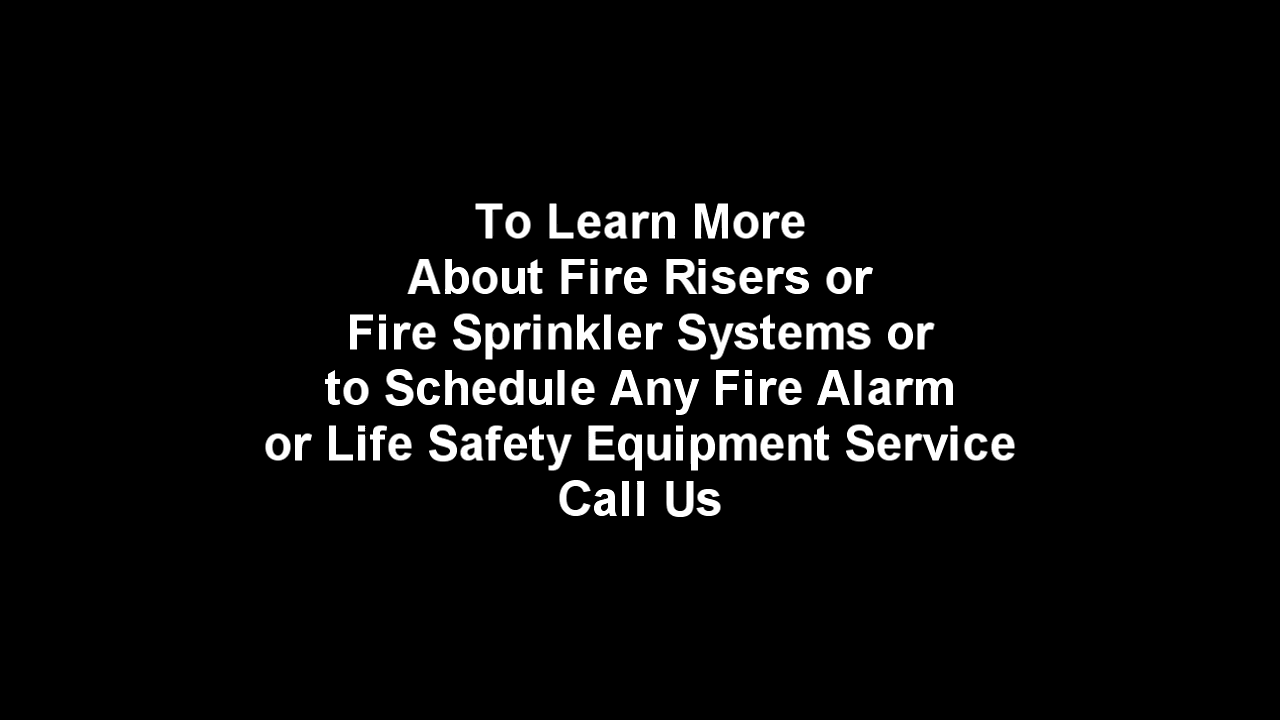 To Learn More
About Fire Risers or
Fire Sprinkler Systems or
to Schedule Any Fire Alarm
or Life Safety Equipment Service
Call Us